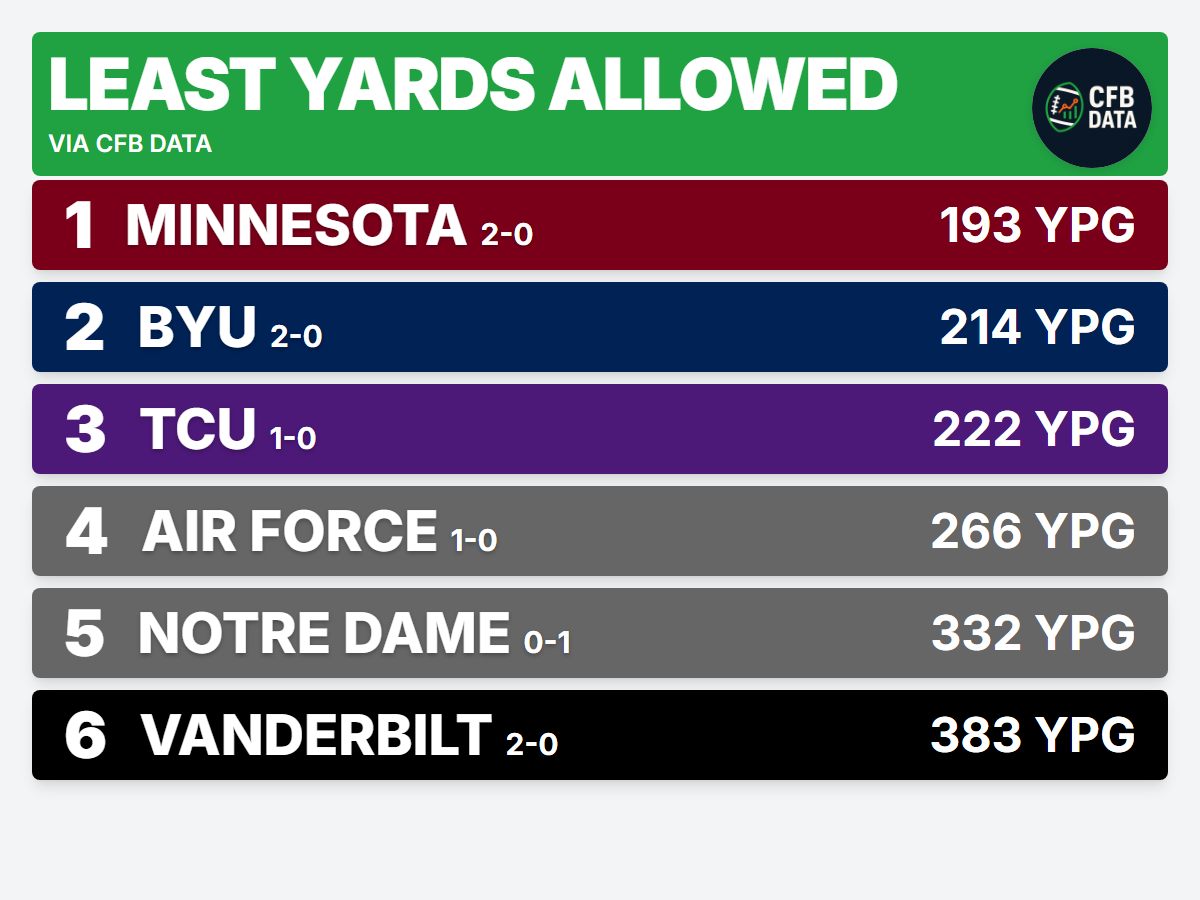 LEAST YARDS ALLOWED
VIA CFB DATA
CFB
DATA
1 MINNESOTA 2-0 193 YPG
2 BYU 2-0 214 YPG
3 TCU 1-0 222 YPG
4 AIR FORCE 1-0 266 YPG
5 NOTRE DAME 0-1 332 YPG
6 VANDERBILT 2-0 383 YPG